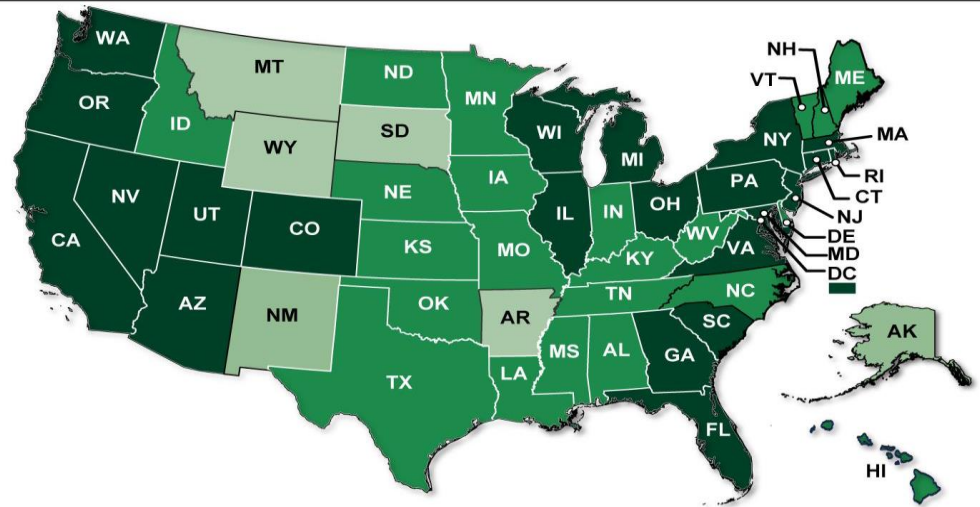 WA
MT
ND
MN
OR
ID
SD
WY
WI
MI
NH
VT
ME
NY
MA
RI
CT
NJ
DE
MD
DC
PA
NV
UT
CO
CA
NE
IA
IL
IN
OH
WV
VA
KS
MO
KY
AZ
NM
OK
AR
TN
NC
SC
TX
LA
MS
AL
GA
FL
AK
HI